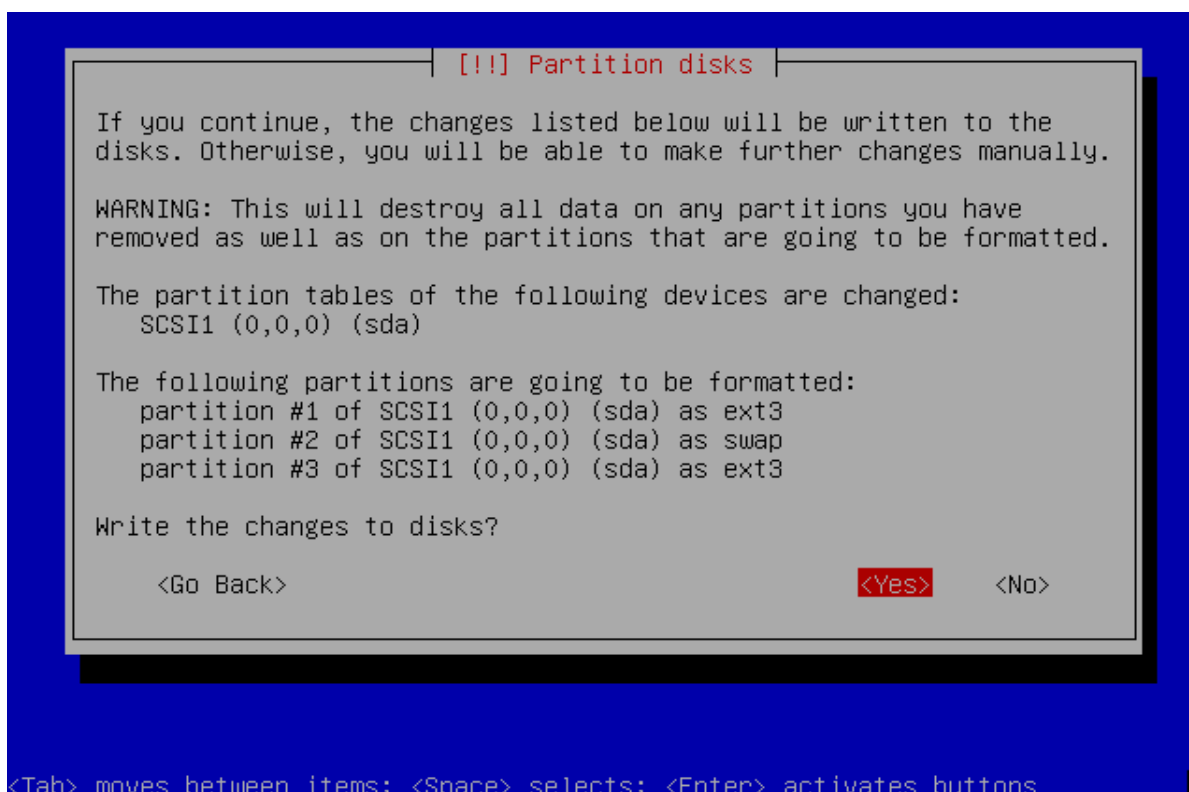 [!!] Partition disks
If you continue, the changes listed below will be written to the
disks. Otherwise, you will be able to make further changes manually.
WARNING: This will destroy all data on any partitions you have
removed as well as on the partitions that are going to be formatted.
The partition tables of the following devices are changed:
SCSI1 (0,0,0) (sda)
The following partitions are going to be formatted:
partition #1 of SCSI1 (0,0,0) (sda) as ext3
partition #2 of SCSI1 (0,0,0) (sda) as swap
partition #3 of SCSI1 (0,0,0) (sda) as ext3
Write the changes to disks?
<Go Back> <Yes> <No>
<Tab> moves between items; <Space> selects; <Enter> activates buttons